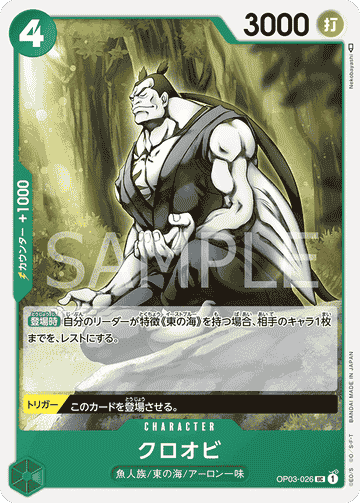 4
3000
打
Nekobayashi
カウンター +1000
SAMPLE
登場時 自分のリーダーが特徴《東の海》を持つ場合、相手のキャラ1枚
までを、レストにする。
トリガー このカードを登場させる。
CHARACTER
クロオビ
OP03-026 UC 1
魚人族/東の海/アーロン一味
©E.O./S. ©O./S.・F・T BANDAI MADE IN JAPAN